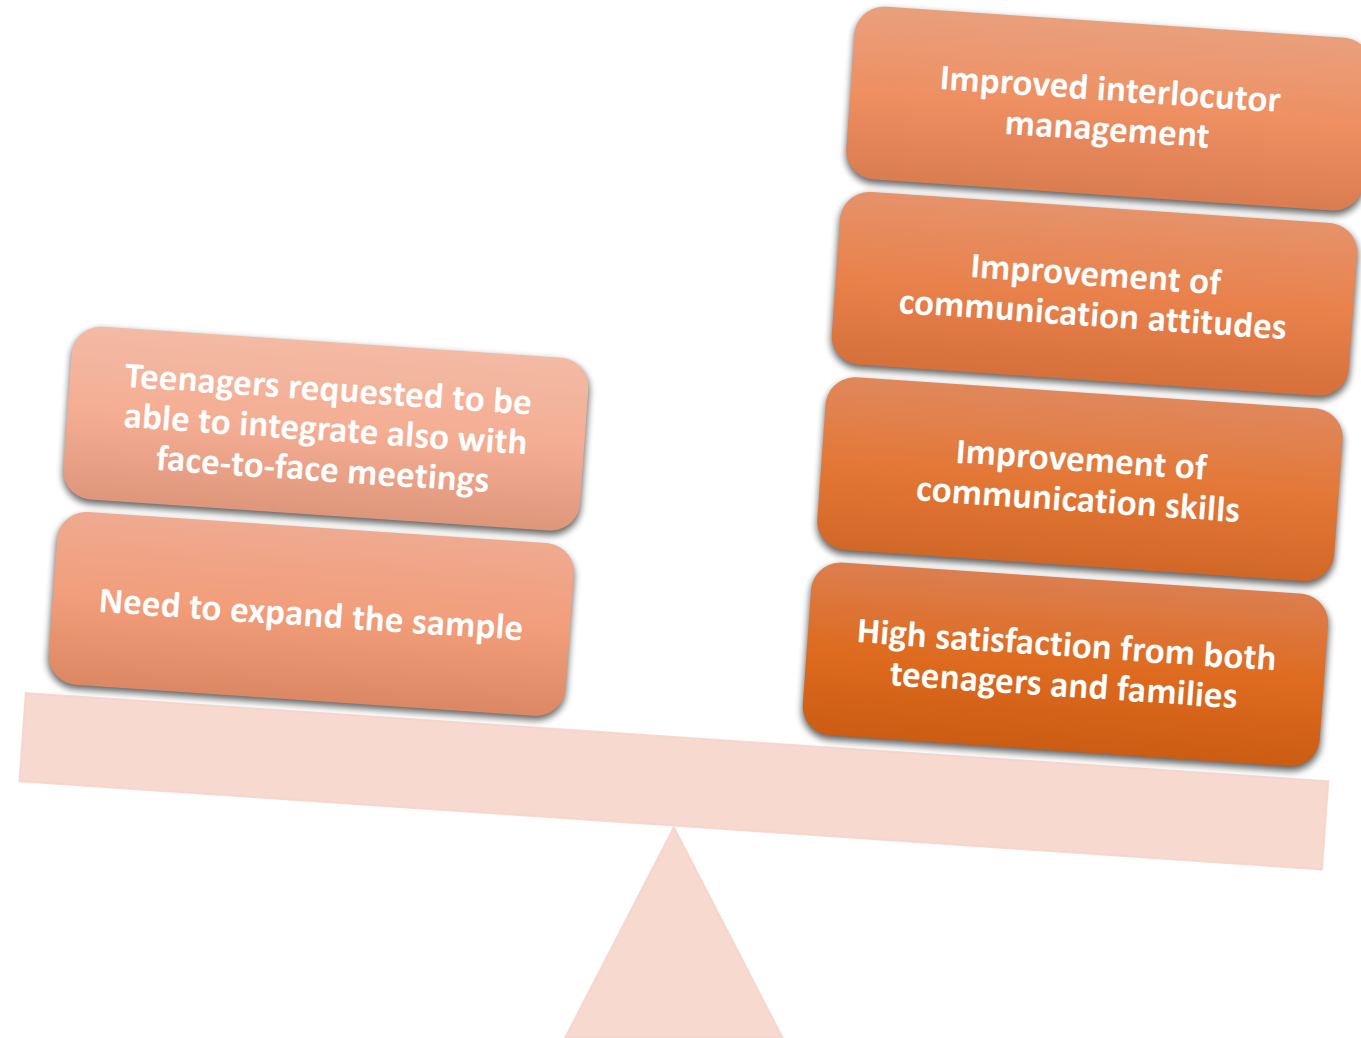 Teenagers requested to be
able to integrate also with
face-to-face meetings
Need to expand the sample
Improved interlocutor
management
Improvement of
communication attitudes
Improvement of
communication skills
High satisfaction from both
teenagers and families